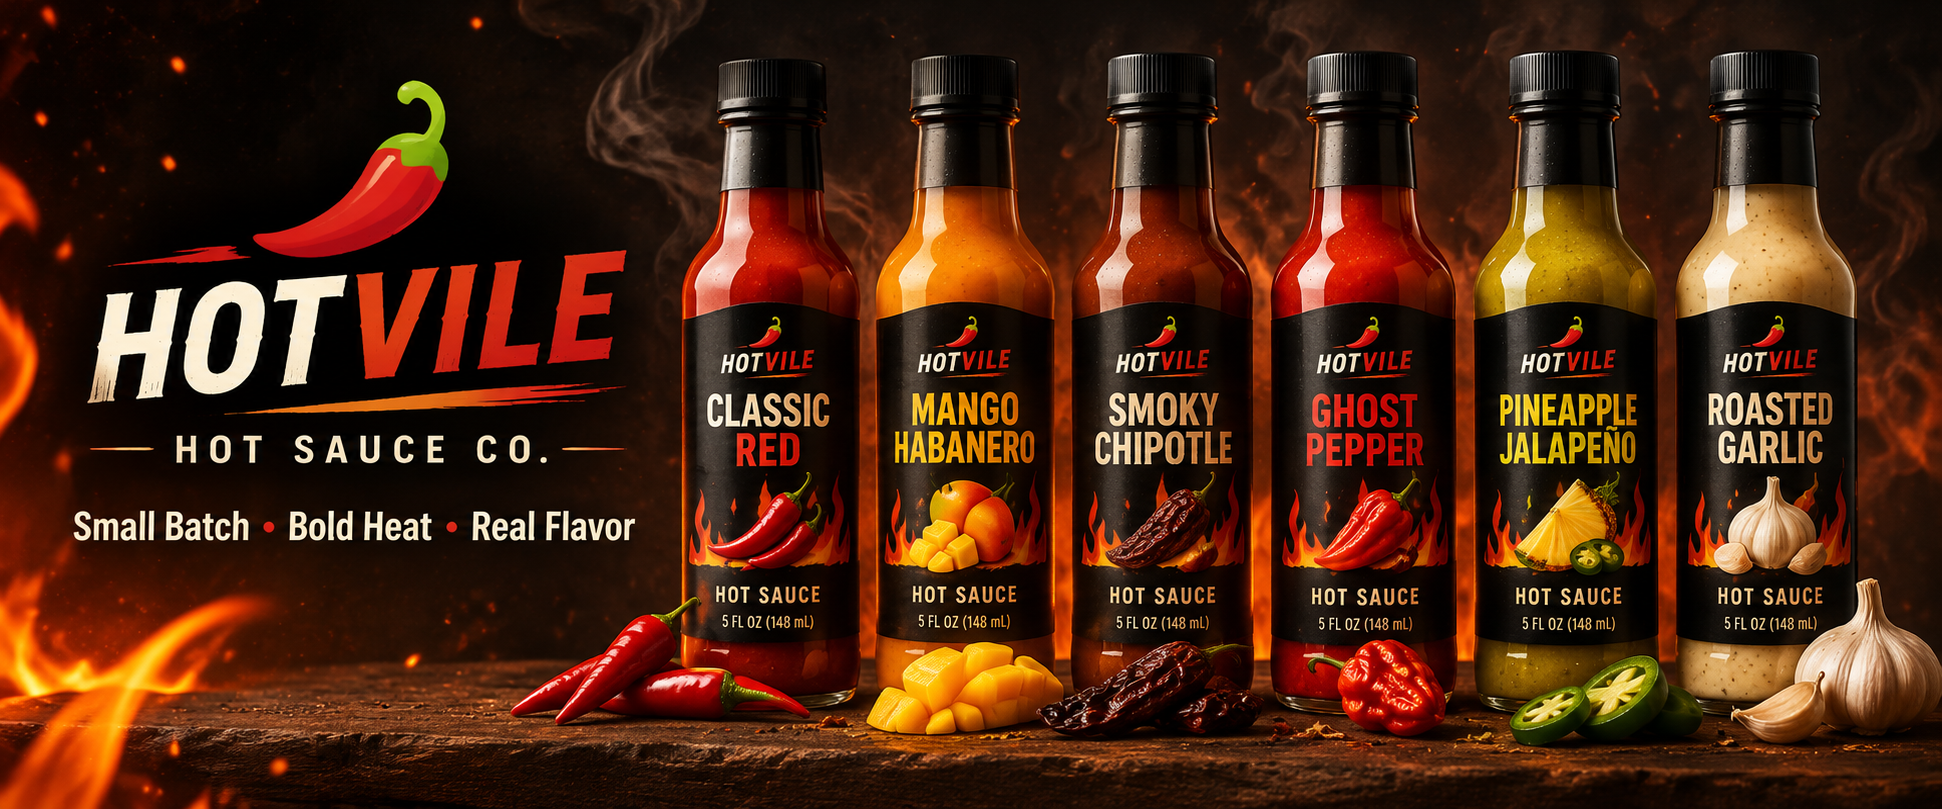 HOTVILE
HOT SAUCE CO.
Small Batch • Bold Heat • Real Flavor
HOTVILE
CLASSIC
RED
HOT SAUCE
5 FL OZ (148 mL)
HOTVILE
MANGO
HABANERO
HOT SAUCE
5 FL OZ (148 mL)
HOTVILE
SMOKY
CHIPOTLE
HOT SAUCE
5 FL OZ (148 mL)
HOTVILE
GHOST
PEPPER
HOT SAUCE
5 FL OZ (148 mL)
HOTVILE
PINEAPPLE
JALAPEÑO
HOT SAUCE
5 FL OZ (148 mL)
HOTVILE
ROASTED
GARLIC
HOT SAUCE
5 FL OZ (148 mL)